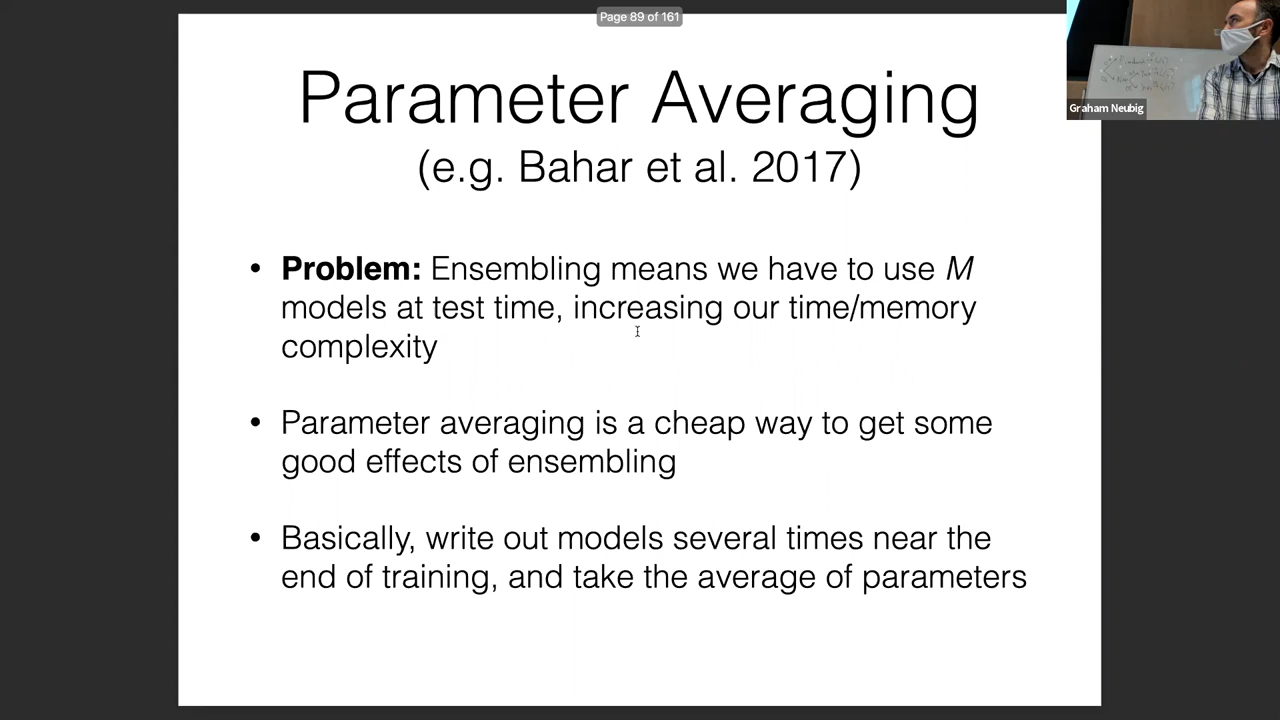 Page 89 of 161
Parameter Averaging
(e.g. Bahar et al. 2017)
Graham Neubig
• Problem: Ensembling means we have to use M
models at test time, increasing our time/memory
complexity
• Parameter averaging is a cheap way to get some
good effects of ensembling
• Basically, write out models several times near the
end of training, and take the average of parameters